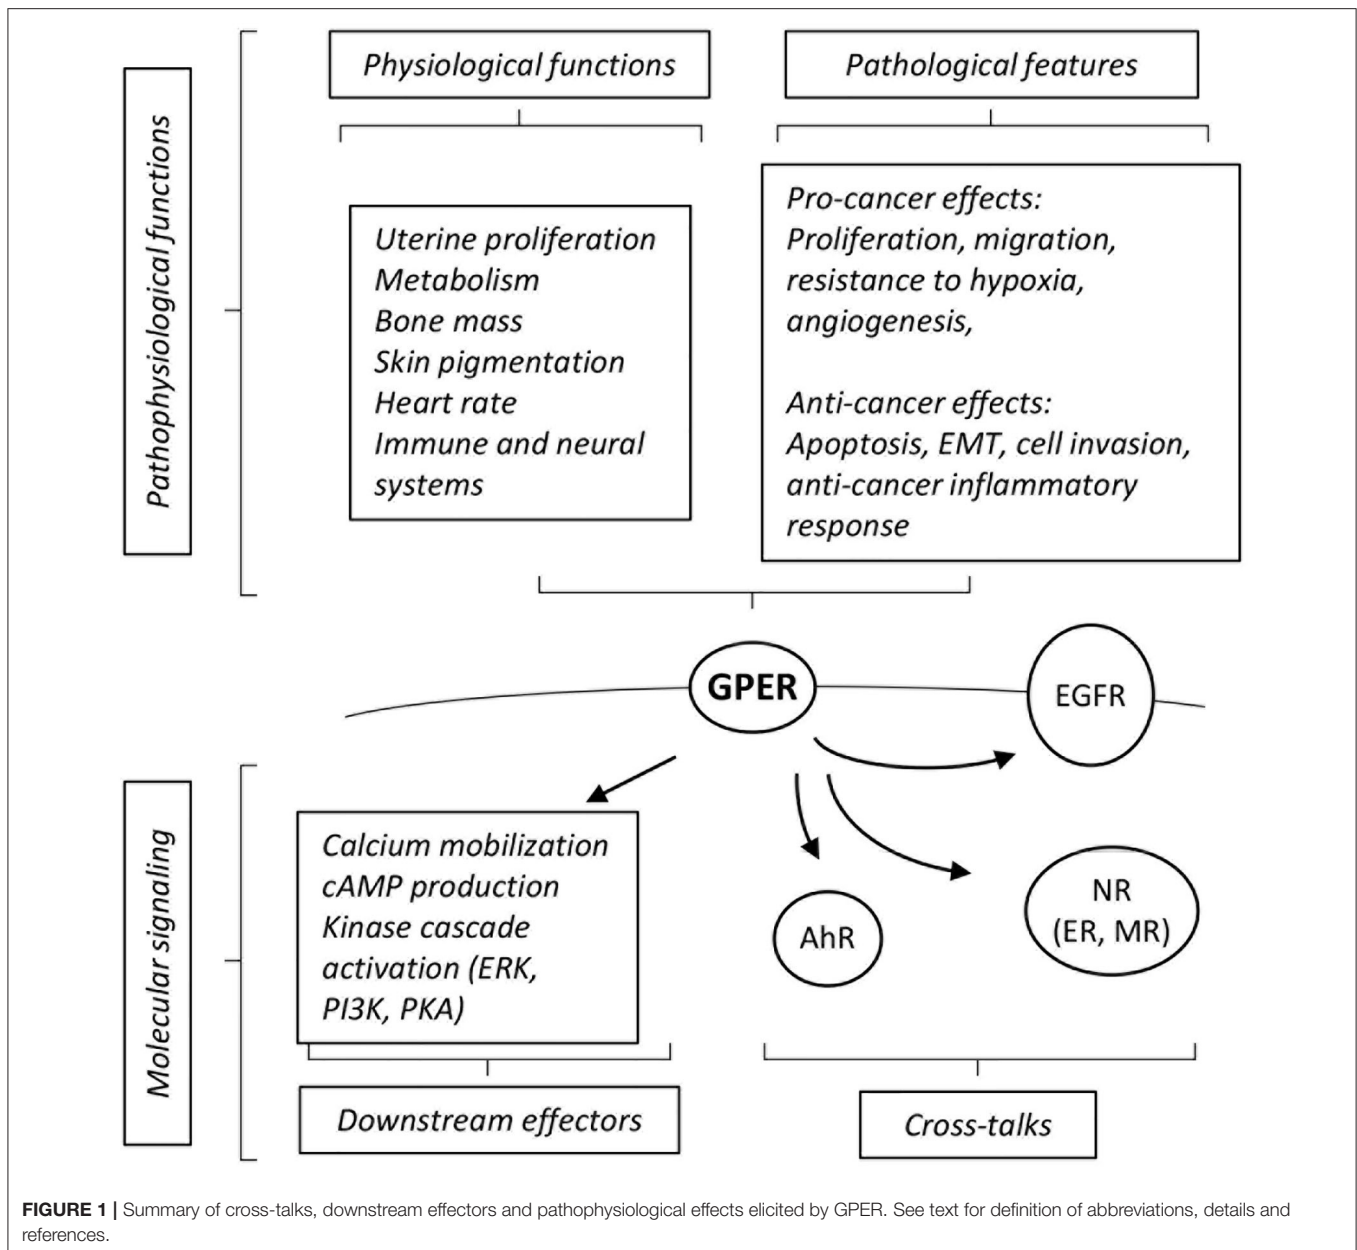 Pathophysiological functions
Physiological functions
Pathological features
Uterine proliferation
Metabolism
Bone mass
Skin pigmentation
Heart rate
Immune and neural
systems
Pro-cancer effects:
Proliferation, migration,
resistance to hypoxia,
angiogenesis,
Anti-cancer effects:
Apoptosis, EMT, cell invasion,
anti-cancer inflammatory
response
GPER
EGFR
Molecular signaling
Calcium mobilization
cAMP production
Kinase cascade
activation (ERK,
PI3K, PKA)
AhR
NR
(ER, MR)
Downstream effectors
Cross-talks
FIGURE 1 | Summary of cross-talks, downstream effectors and pathophysiological effects elicited by GPER. See text for definition of abbreviations, details and
references.